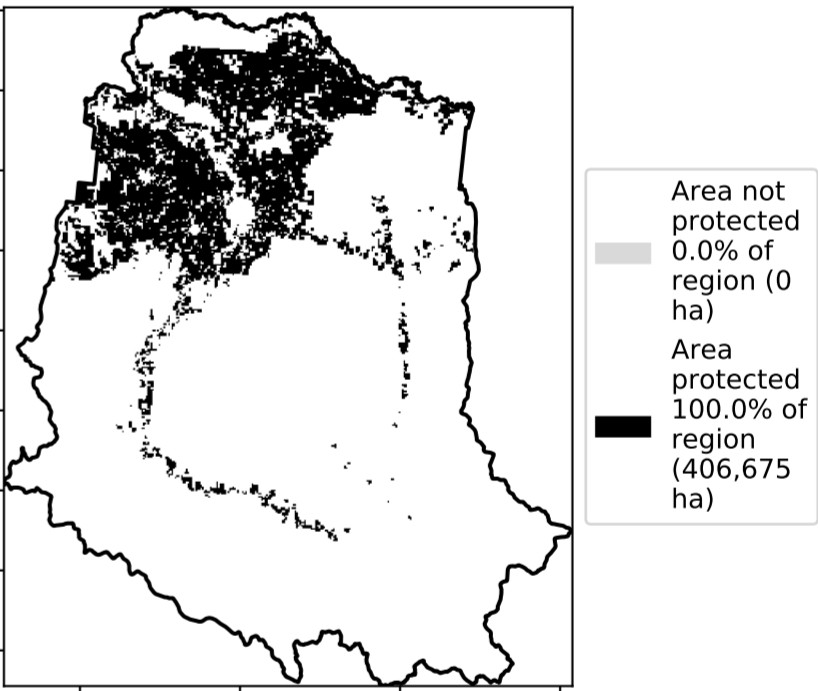 Area not
protected
0.0% of
region (0
ha)
Area
protected
100.0% of
region
(406,675
ha)